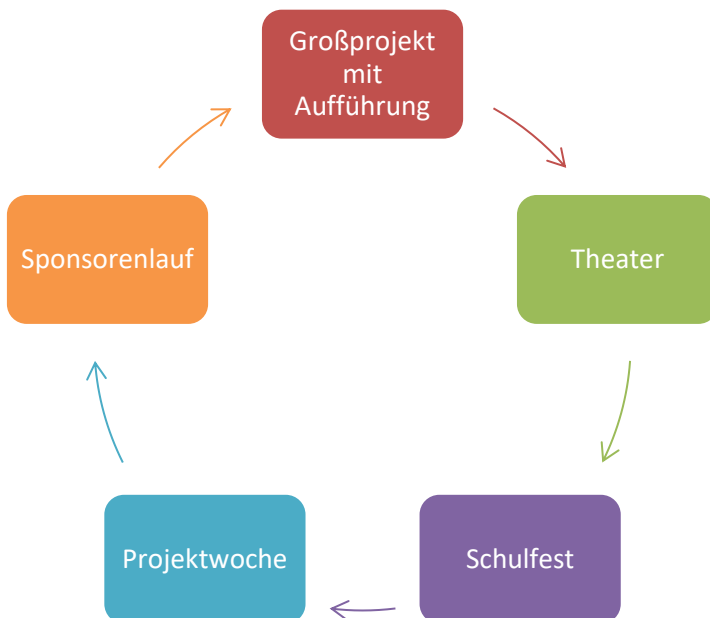 Großprojekt
mit
Aufführung
Theater
Schulfest
Projektwoche
Sponsorenlauf